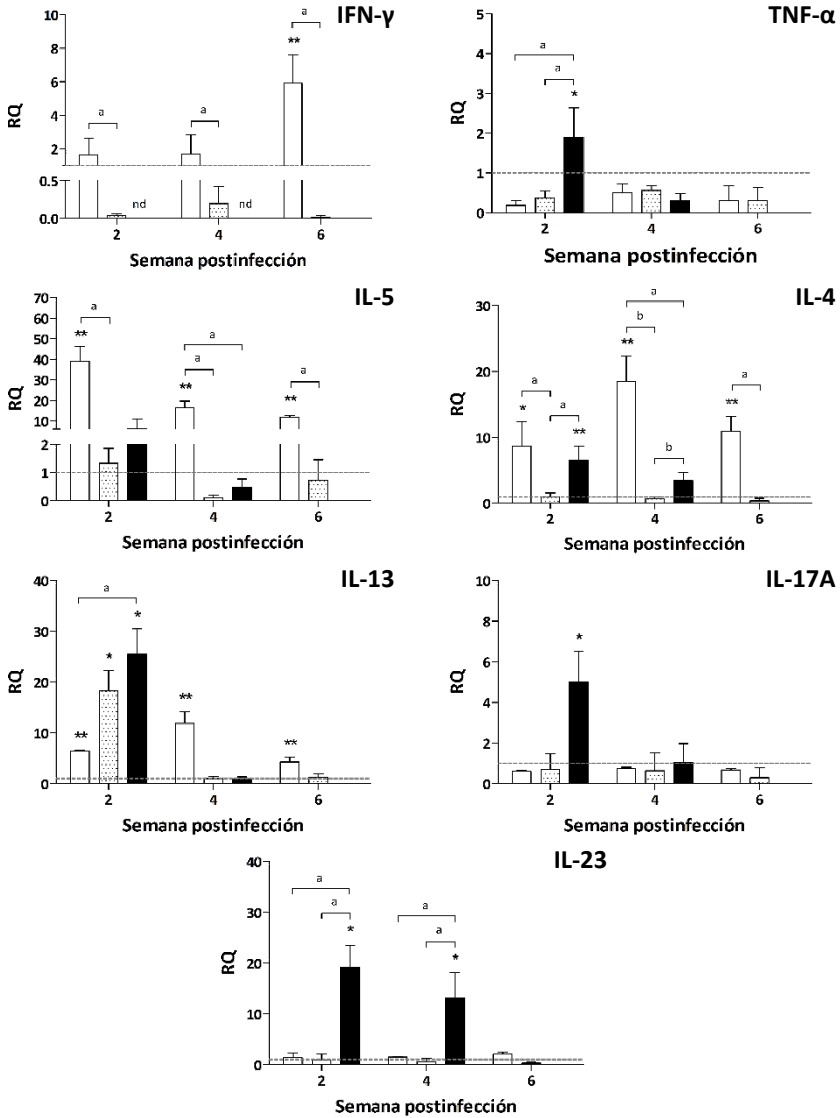 IFN-γ
RQ
10
8
6
4
2
0.5
0.0
a
a
a
**
nd
nd
2 4 6
Semana postinfección
TNF-α
RQ
5
4
3
2
1
0
a
a
*
2 4 6
Semana postinfección
IL-5
RQ
70
60
50
40
30
20
10
2
1
0
a
**
a
a
**
a
**
2 4 6
Semana postinfección
IL-4
RQ
30
20
10
0
a
a
*
**
a
b
**
b
a
**
2 4 6
Semana postinfección
IL-13
RQ
40
30
20
10
0
a
**
*
*
**
**
2 4 6
Semana postinfección
IL-17A
RQ
10
8
6
4
2
0
*
2 4 6
Semana postinfección
IL-23
RQ
40
30
20
10
0
a
a
*
a
a
*
2 4 6
Semana postinfección